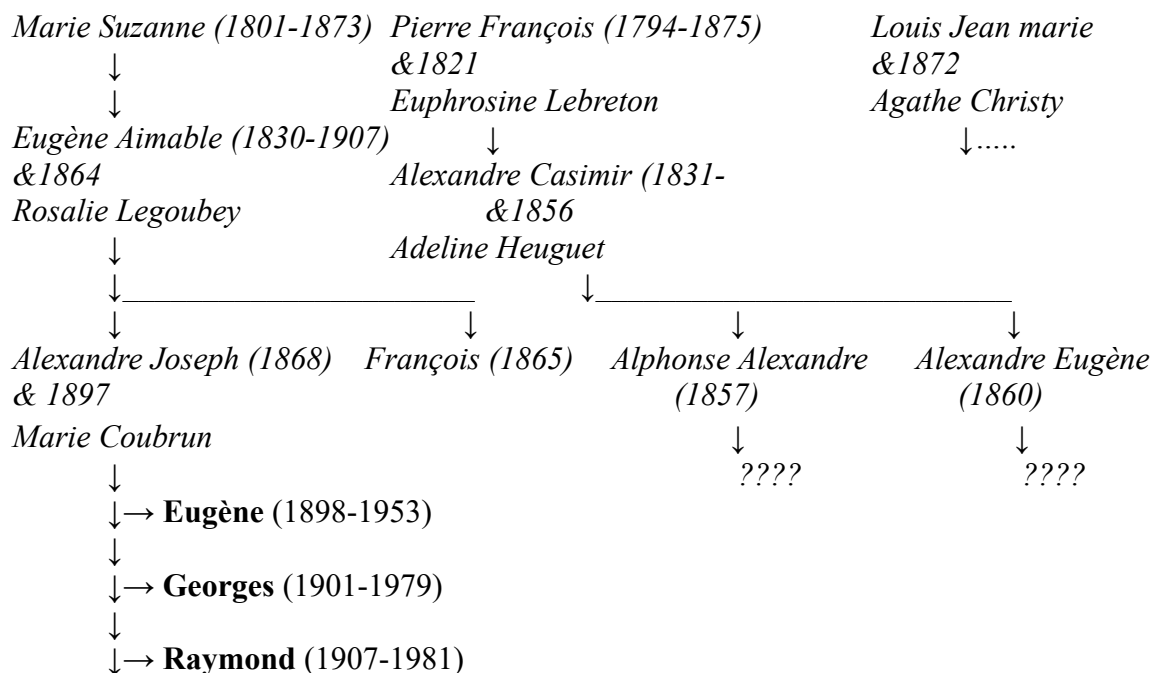 Marie Suzanne (1801-1873) Pierre François (1794-1875) Louis Jean marie
↓ &1821 &1872
↓ Euphrosine Lebreton Agathe Christy
Eugène Aimable (1830-1907) ↓ ↓.....
&1864 Alexandre Casimir (1831-
Rosalie Legoubey &1856
↓ Adeline Heuguet
↓ ↓
↓ ↓ ↓ ↓
Alexandre Joseph (1868) François (1865) Alphonse Alexandre Alexandre Eugène
& 1897 (1857) (1860)
Marie Coubrun ↓ ↓
↓ ???? ????
↓→ Eugène (1898-1953)
↓
↓→ Georges (1901-1979)
↓
↓→ Raymond (1907-1981)